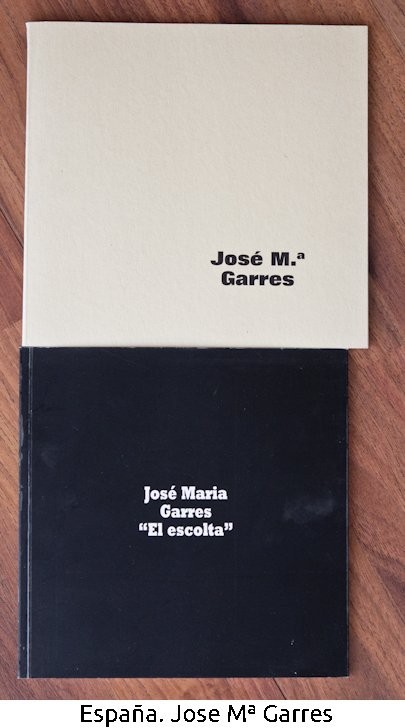 José M.ª
Garres
José Maria
Garres
“El escolta”
España. Jose Mª Garres